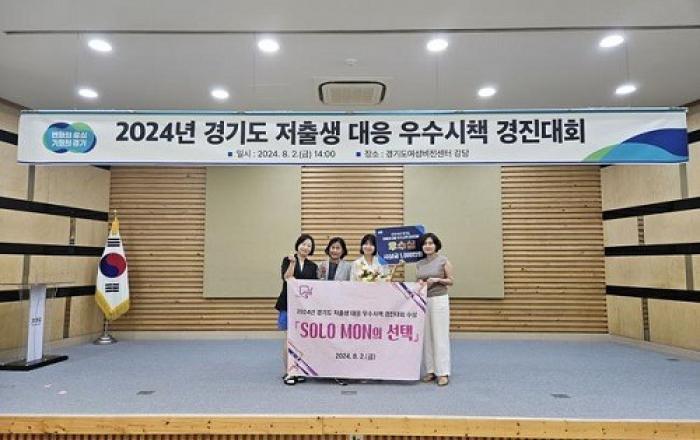 변화의 중심
기회의 경기
2024년 경기도 저출생 대응 우수시책 경진대회
일시 : 2024. 8. 2.(금) 14:00
장소 : 경기도여성비전센터 강당
우수상
2024년 경기도 저출생 대응 우수시책 경진대회 수상
「SOLO MON의 선택」
2024. 8. 2.(금)